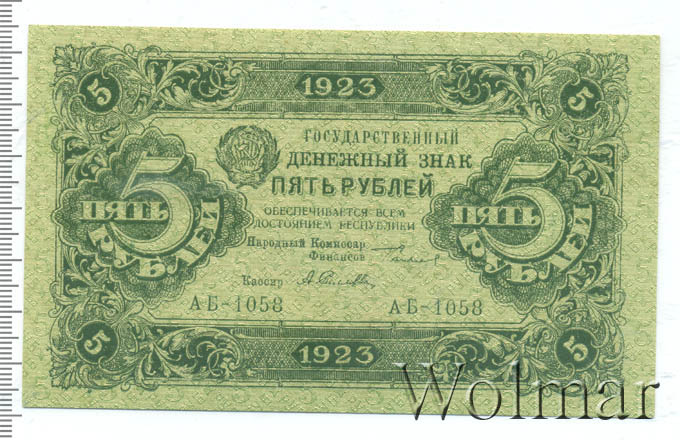 5 1923 5
ГОСУДАРСТВЕННЫЙ
ДЕНЕЖНЫЙ ЗНАК
ПЯТЬ РУБЛЕЙ
ОБЕСПЕЧИВАЕТСЯ ВСЕМ
ДОСТОЯНИЕМ РЕСПУБЛИКИ
5 ПЯТЬ РУБЛЕЙ
5 ПЯТЬ РУБЛЕЙ
Народный Комиссар
Финансов
Кассир
АБ-1058 АБ-1058
5 1923 5
Wolmar